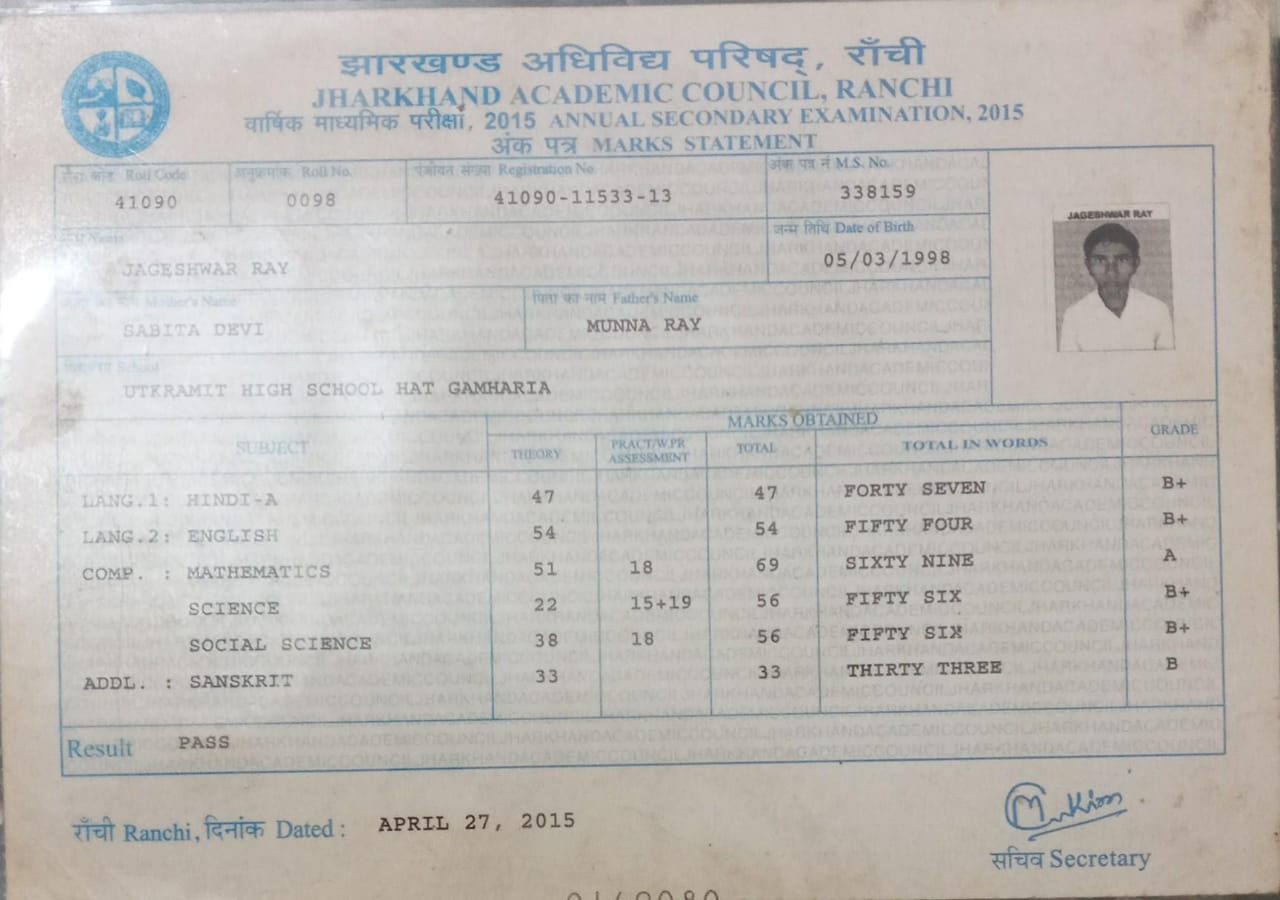 झारखण्ड अधिविद्य परिषद्, राँची
JHARKHAND ACADEMIC COUNCIL, RANCHI
वार्षिक माध्यमिक परीक्षा, 2015 ANNUAL SECONDARY EXAMINATION, 2015
अंक पत्र MARKS STATEMENT
Roll Code अनुक्रमांक Roll No. पंजीयन संख्या Registration No. अंक पत्र नं M.S. No.
41090 0098 41090-11533-13 338159
Name जन्म तिथि Date of Birth
JAGESHWAR RAY 05/03/1998
JAGESHWAR RAY
Mother's Name पिता का नाम Father's Name
SABITA DEVI MUNNA RAY
School
UTKRAMIT HIGH SCHOOL HAT GAMHARIA
SUBJECT MARKS OBTAINED GRADE
THEORY PRACT/W.PR ASSESSMENT TOTAL TOTAL IN WORDS
LANG.1: HINDI-A 47 47 FORTY SEVEN B+
LANG.2: ENGLISH 54 54 FIFTY FOUR B+
COMP. : MATHEMATICS 51 18 69 SIXTY NINE A
SCIENCE 22 15+19 56 FIFTY SIX B+
SOCIAL SCIENCE 38 18 56 FIFTY SIX B+
ADDL. : SANSKRIT 33 33 THIRTY THREE B
Result PASS
राँची Ranchi, दिनांक Dated : APRIL 27, 2015
सचिव Secretary